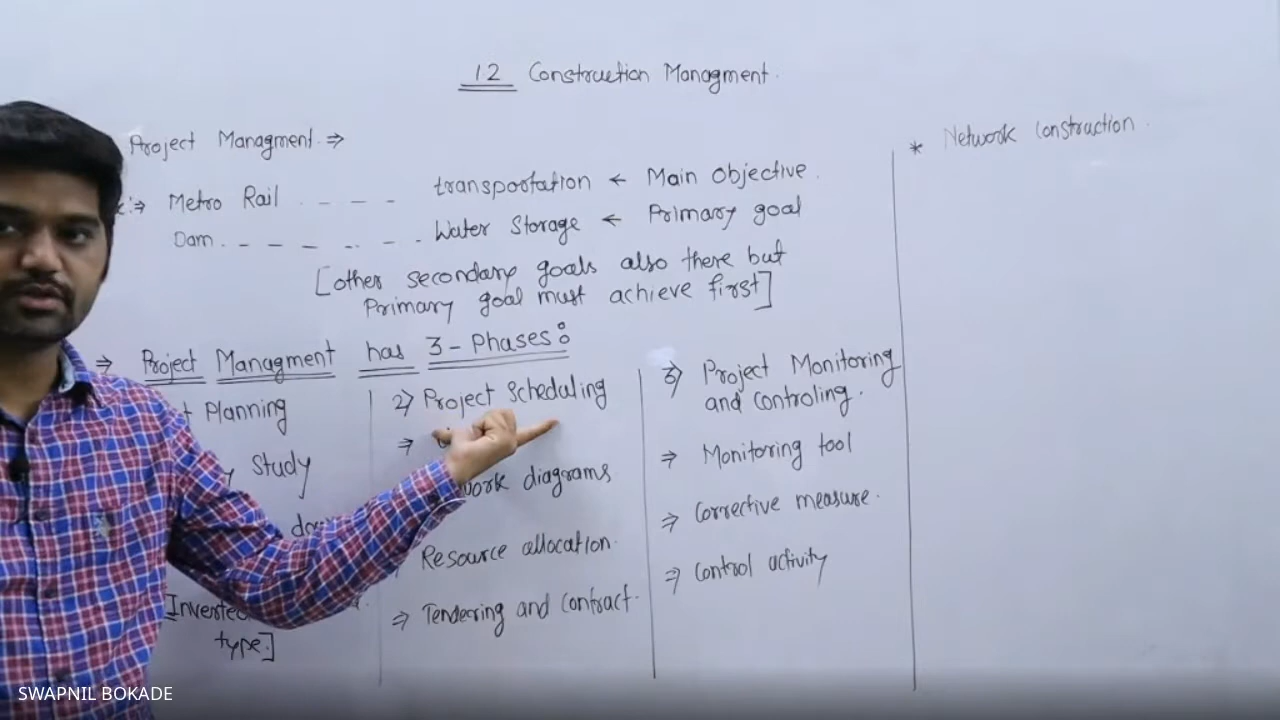 12 Construction Managment.
Project Managment. ⇒
⇒ Metro Rail - - - - transportation ← Main Objective.
Dam. - - - - - - - Water Storage ← Primary goal
[other secondary goals also there but
Primary goal must achieve first]
⇒ Project Managment has 3-Phases:
Planning
Study
type.]
2) Project Scheduling
⇒
diagrams
Resource allocation.
⇒ Tendering and contract.
3) Project Monitoring
and controling.
⇒ Monitoring tool
⇒ Corrective measure.
⇒ Control activity
* Network construction.
SWAPNIL BOKADE